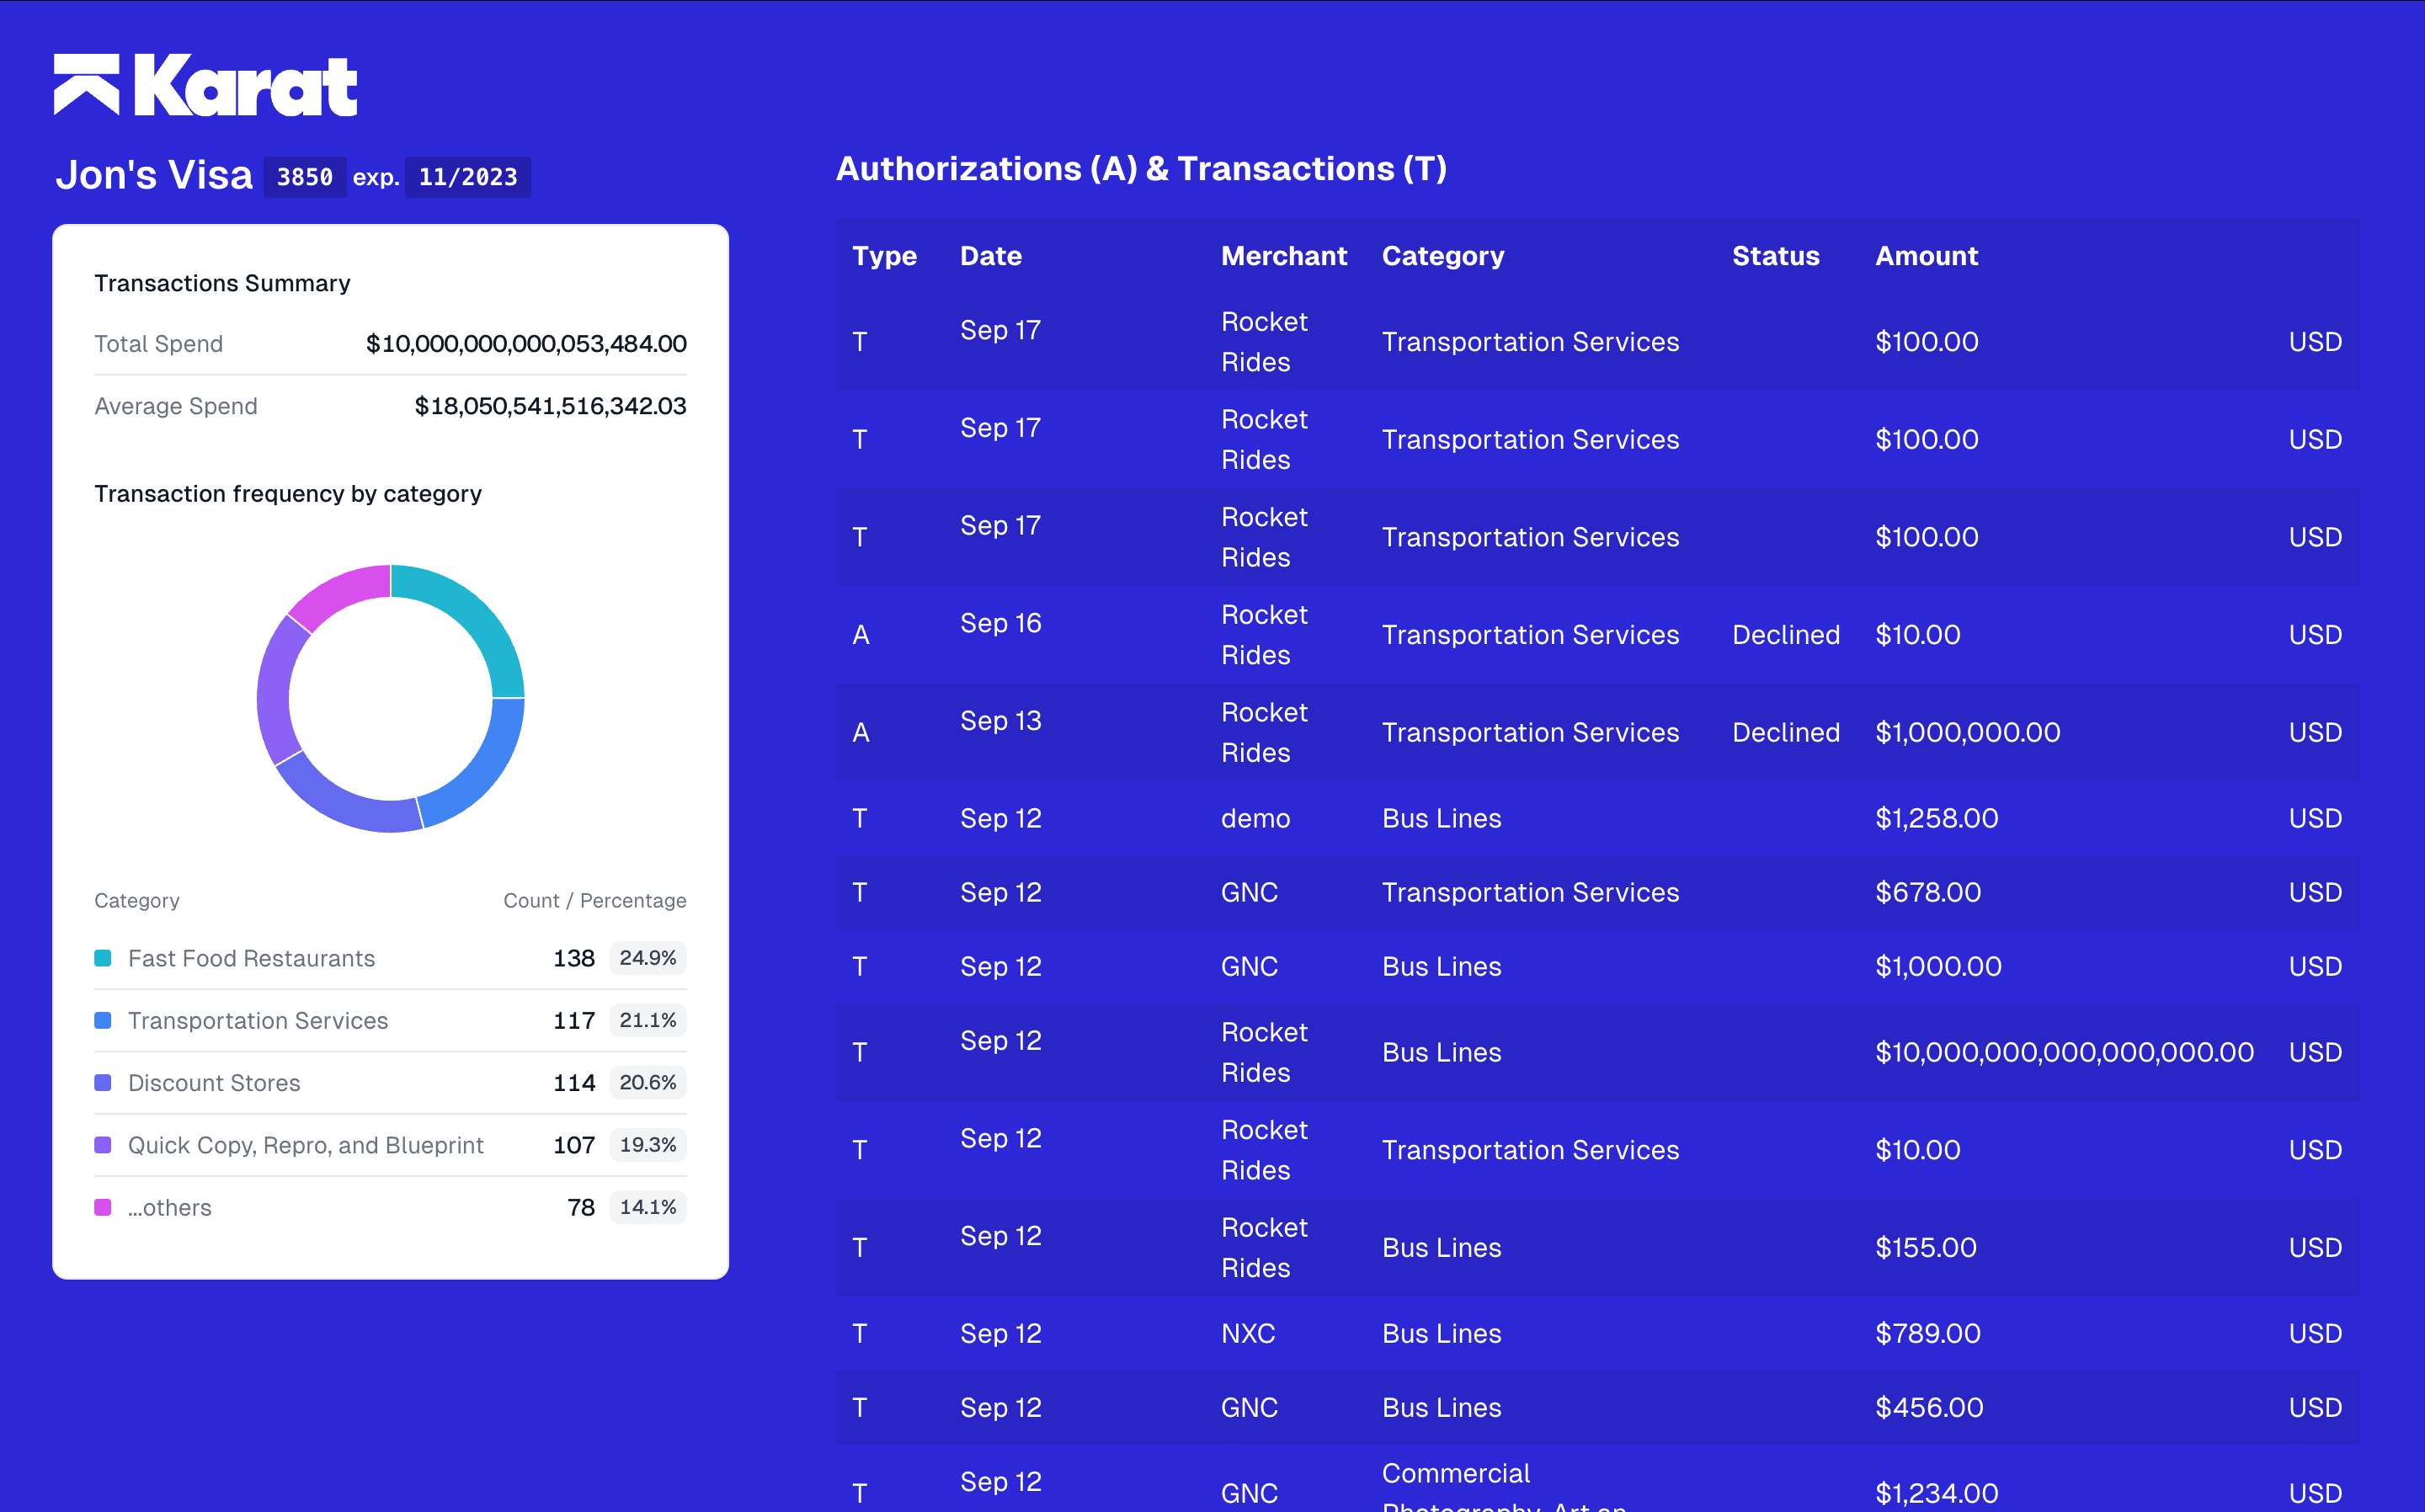 Karat
Jon's Visa 3850 exp. 11/2023
Transactions Summary
Total Spend $10,000,000,000,053,484.00
Average Spend $18,050,541,516,342.03
Transaction frequency by category
Category Count / Percentage
Fast Food Restaurants 138 24.9%
Transportation Services 117 21.1%
Discount Stores 114 20.6%
Quick Copy, Repro, and Blueprint 107 19.3%
...others 78 14.1%
Authorizations (A) & Transactions (T)
Type Date Merchant Category Status Amount
T Sep 17 Rocket Rides Transportation Services $100.00 USD
T Sep 17 Rocket Rides Transportation Services $100.00 USD
T Sep 17 Rocket Rides Transportation Services $100.00 USD
A Sep 16 Rocket Rides Transportation Services Declined $10.00 USD
A Sep 13 Rocket Rides Transportation Services Declined $1,000,000.00 USD
T Sep 12 demo Bus Lines $1,258.00 USD
T Sep 12 GNC Transportation Services $678.00 USD
T Sep 12 GNC Bus Lines $1,000.00 USD
T Sep 12 Rocket Rides Bus Lines $10,000,000,000,000,000.00 USD
T Sep 12 Rocket Rides Transportation Services $10.00 USD
T Sep 12 Rocket Rides Bus Lines $155.00 USD
T Sep 12 NXC Bus Lines $789.00 USD
T Sep 12 GNC Bus Lines $456.00 USD
T Sep 12 GNC Commercial $1,234.00 USD